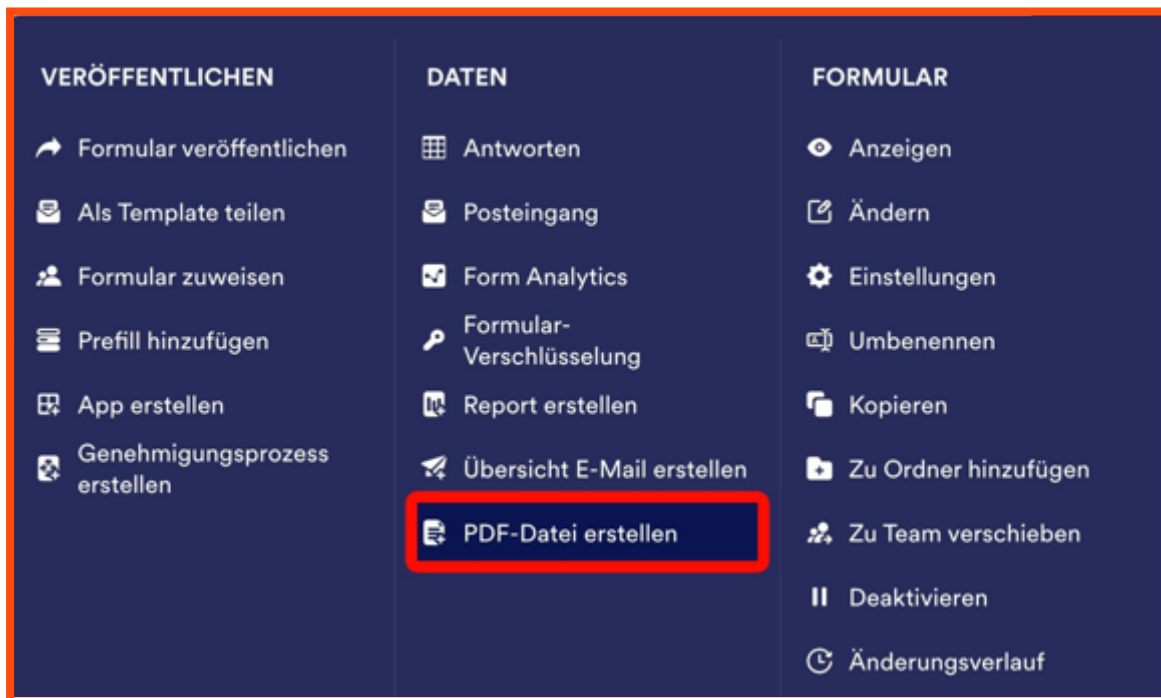 VERÖFFENTLICHEN
Formular veröffentlichen
Als Template teilen
Formular zuweisen
Prefill hinzufügen
App erstellen
Genehmigungsprozess
erstellen
DATEN
Antworten
Posteingang
Form Analytics
Formular-
Verschlüsselung
Report erstellen
Übersicht E-Mail erstellen
PDF-Datei erstellen
FORMULAR
Anzeigen
Ändern
Einstellungen
Umbenennen
Kopieren
Zu Ordner hinzufügen
Zu Team verschieben
Deaktivieren
Änderungsverlauf